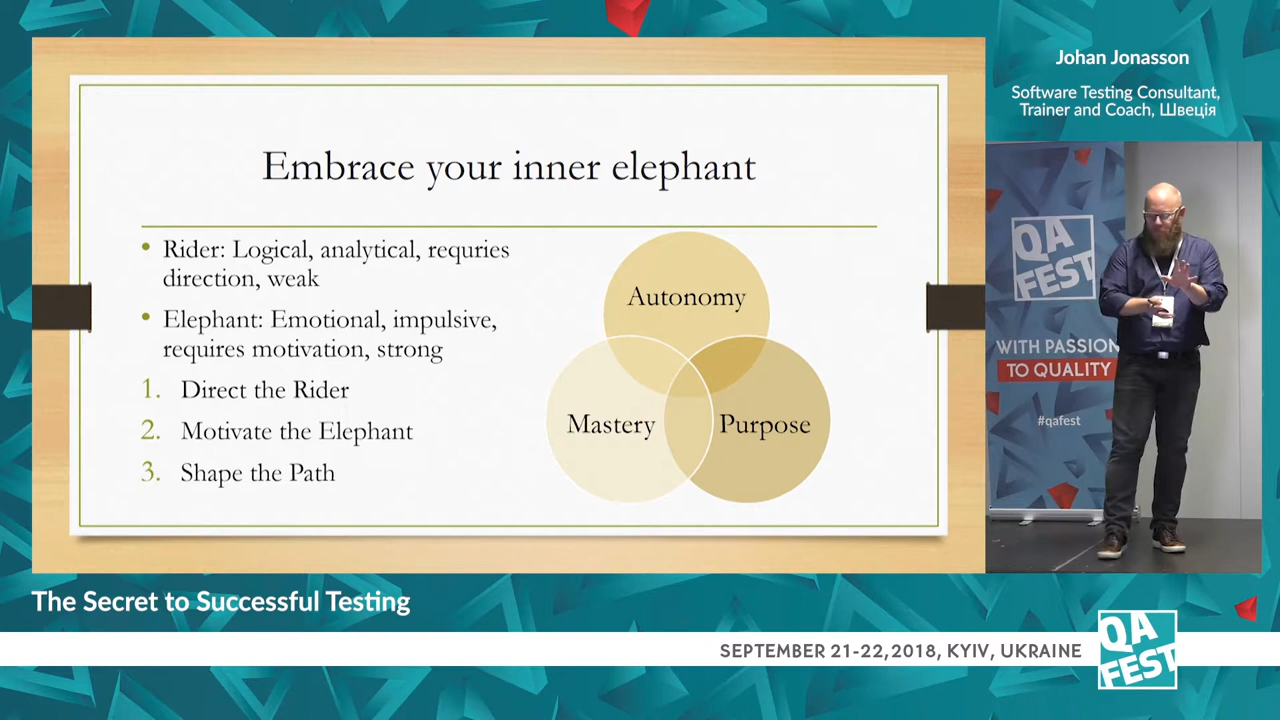 Embrace your inner elephant
• Rider: Logical, analytical, requries
direction, weak
• Elephant: Emotional, impulsive,
requires motivation, strong
1. Direct the Rider
2. Motivate the Elephant
3. Shape the Path
Autonomy
Mastery
Purpose
Johan Jonasson
Software Testing Consultant,
Trainer and Coach, Швеція
QA
FEST
WITH PASSION
TO QUALITY
#qafest
The Secret to Successful Testing
SEPTEMBER 21-22,2018, KYIV, UKRAINE
QA
FEST